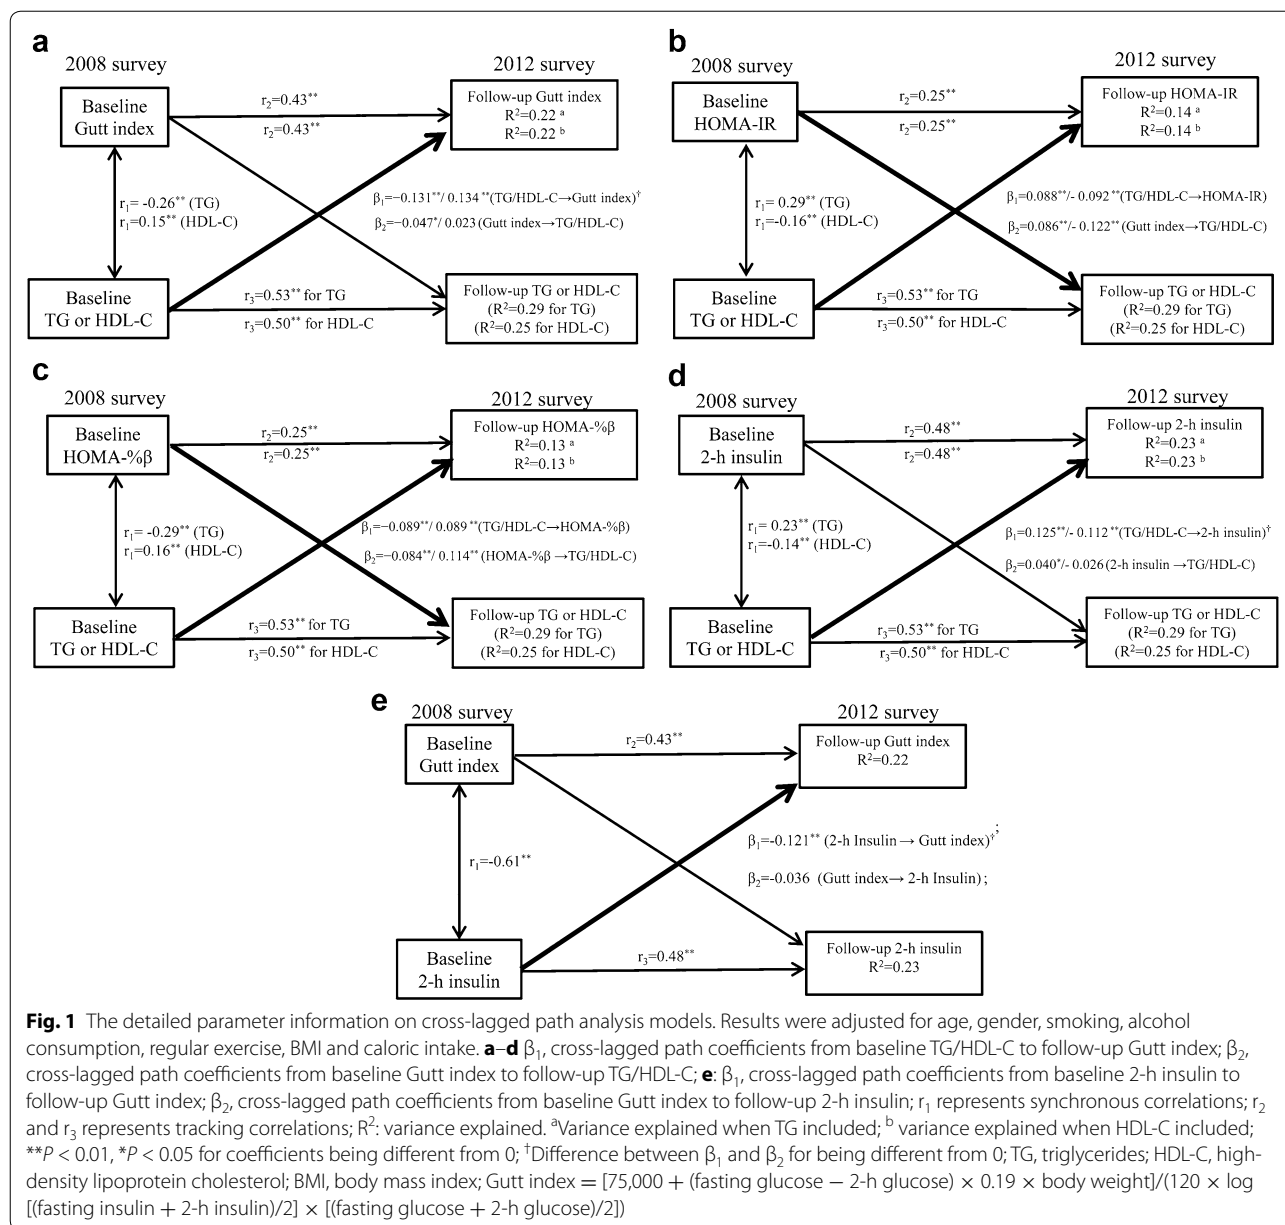 a
2008 survey
2012 survey
Baseline
Gutt index
r₂=0.43**
r₂=0.43**
Follow-up Gutt index
R²=0.22 ᵃ
R²=0.22 ᵇ
r₁= -0.26** (TG)
r₁=0.15** (HDL-C)
β₁=−0.131**/ 0.134 **(TG/HDL-C→Gutt index)†
β₂=−0.047*/ 0.023 (Gutt index→TG/HDL-C)
Baseline
TG or HDL-C
r₃=0.53** for TG
r₃=0.50** for HDL-C
Follow-up TG or HDL-C
(R²=0.29 for TG)
(R²=0.25 for HDL-C)
b
2008 survey
2012 survey
Baseline
HOMA-IR
r₂=0.25**
r₂=0.25**
Follow-up HOMA-IR
R²=0.14 ᵃ
R²=0.14 ᵇ
r₁= 0.29** (TG)
r₁=-0.16** (HDL-C)
β₁=0.088**/- 0.092 **(TG/HDL-C→HOMA-IR)
β₂=0.086**/- 0.122** (Gutt index→TG/HDL-C)
Baseline
TG or HDL-C
r₃=0.53** for TG
r₃=0.50** for HDL-C
Follow-up TG or HDL-C
(R²=0.29 for TG)
(R²=0.25 for HDL-C)
c
2008 survey
2012 survey
Baseline
HOMA-%β
r₂=0.25**
r₂=0.25**
Follow-up HOMA-%β
R²=0.13 ᵃ
R²=0.13 ᵇ
r₁= -0.29** (TG)
r₁=0.16** (HDL-C)
β₁=−0.089**/ 0.089 **(TG/HDL-C→HOMA-%β)
β₂=−0.084**/ 0.114** (HOMA-%β →TG/HDL-C)
Baseline
TG or HDL-C
r₃=0.53** for TG
r₃=0.50** for HDL-C
Follow-up TG or HDL-C
(R²=0.29 for TG)
(R²=0.25 for HDL-C)
d
2008 survey
2012 survey
Baseline
2-h insulin
r₂=0.48**
r₂=0.48**
Follow-up 2-h insulin
R²=0.23 ᵃ
R²=0.23 ᵇ
r₁= 0.23** (TG)
r₁=-0.14** (HDL-C)
β₁=0.125**/- 0.112 **(TG/HDL-C→2-h insulin)†
β₂=0.040*/- 0.026 (2-h insulin →TG/HDL-C)
Baseline
TG or HDL-C
r₃=0.53** for TG
r₃=0.50** for HDL-C
Follow-up TG or HDL-C
(R²=0.29 for TG)
(R²=0.25 for HDL-C)
e
2008 survey
2012 survey
Baseline
Gutt index
r₂=0.43**
Follow-up Gutt index
R²=0.22
r₁=-0.61**
β₁=-0.121** (2-h Insulin → Gutt index)†;
β₂=-0.036 (Gutt index→ 2-h Insulin) ;
Baseline
2-h insulin
r₃=0.48**
Follow-up 2-h insulin
R²=0.23
Fig. 1 The detailed parameter information on cross-lagged path analysis models. Results were adjusted for age, gender, smoking, alcohol
consumption, regular exercise, BMI and caloric intake. a–d β₁, cross-lagged path coefficients from baseline TG/HDL-C to follow-up Gutt index; β₂,
cross-lagged path coefficients from baseline Gutt index to follow-up TG/HDL-C; e: β₁, cross-lagged path coefficients from baseline 2-h insulin to
follow-up Gutt index; β₂, cross-lagged path coefficients from baseline Gutt index to follow-up 2-h insulin; r₁ represents synchronous correlations; r₂
and r₃ represents tracking correlations; R²: variance explained. ᵃVariance explained when TG included; ᵇ variance explained when HDL-C included;
**P < 0.01, *P < 0.05 for coefficients being different from 0; †Difference between β₁ and β₂ for being different from 0; TG, triglycerides; HDL-C, high-
density lipoprotein cholesterol; BMI, body mass index; Gutt index = [75,000 + (fasting glucose − 2-h glucose) × 0.19 × body weight]/(120 × log
[(fasting insulin + 2-h insulin)/2] × [(fasting glucose + 2-h glucose)/2])